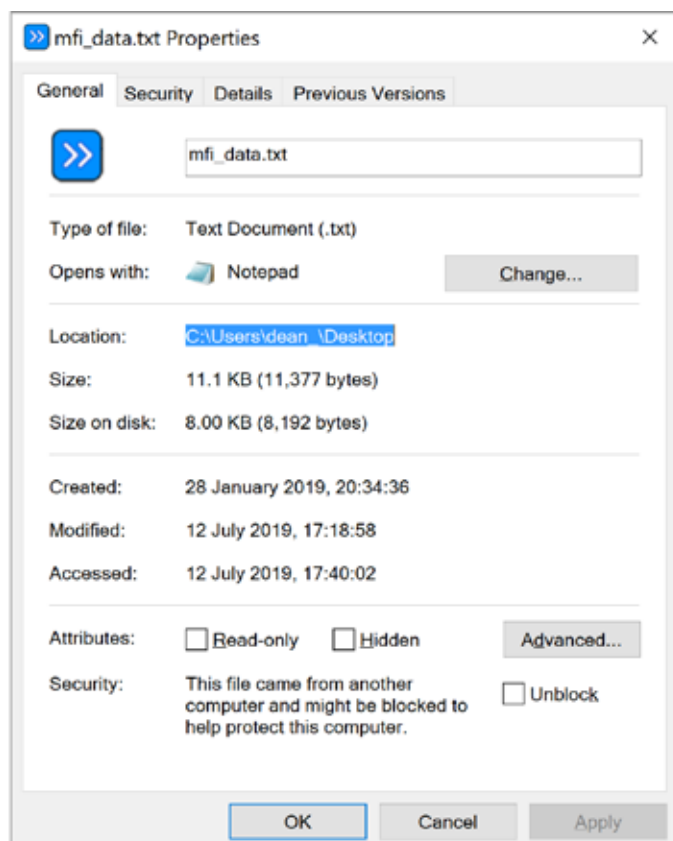 mfi_data.txt Properties
General Security Details Previous Versions
mfi_data.txt
Type of file: Text Document (.txt)
Opens with: Notepad Change...
Location: C:\Users\dean_\Desktop
Size: 11.1 KB (11,377 bytes)
Size on disk: 8.00 KB (8,192 bytes)
Created: 28 January 2019, 20:34:36
Modified: 12 July 2019, 17:18:58
Accessed: 12 July 2019, 17:40:02
Attributes: Read-only Hidden Advanced...
Security: This file came from another
computer and might be blocked to
help protect this computer.
Unblock
OK Cancel Apply